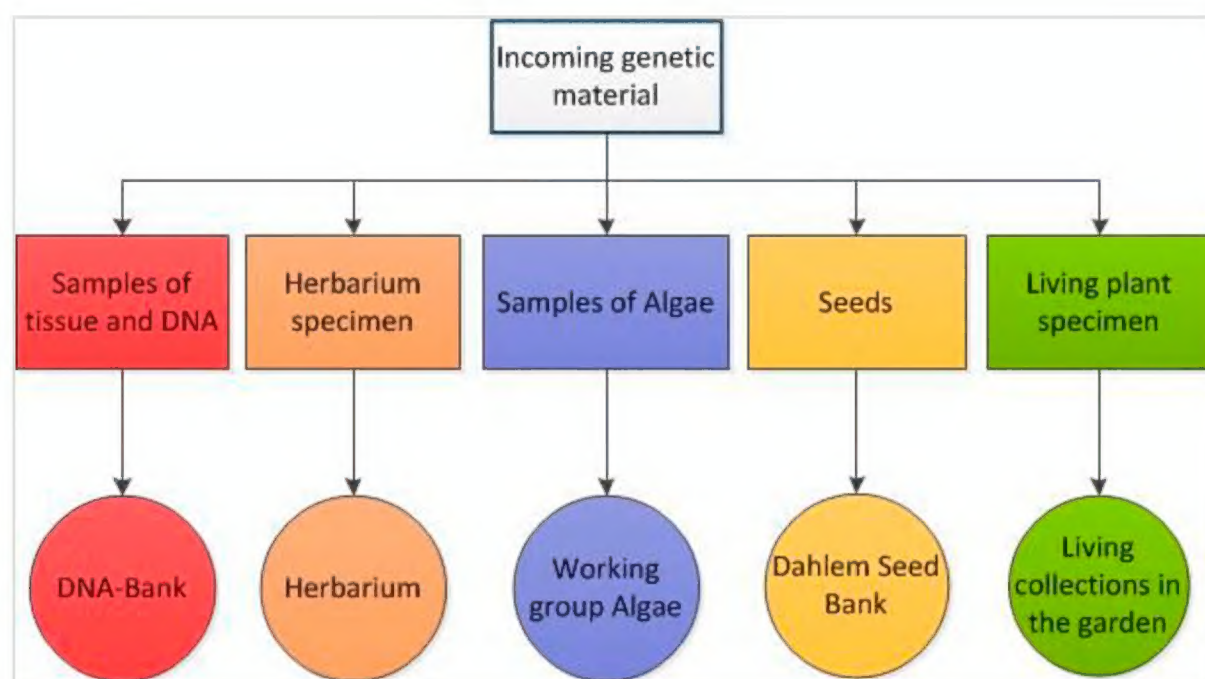 Incoming genetic
material
Samples of
tissue and DNA
Herbarium
specimen
Samples of Algae
Seeds
Living plant
specimen
DNA-Bank
Herbarium
Working
group Algae
Dahlem Seed
Bank
Living
collections in
the garden